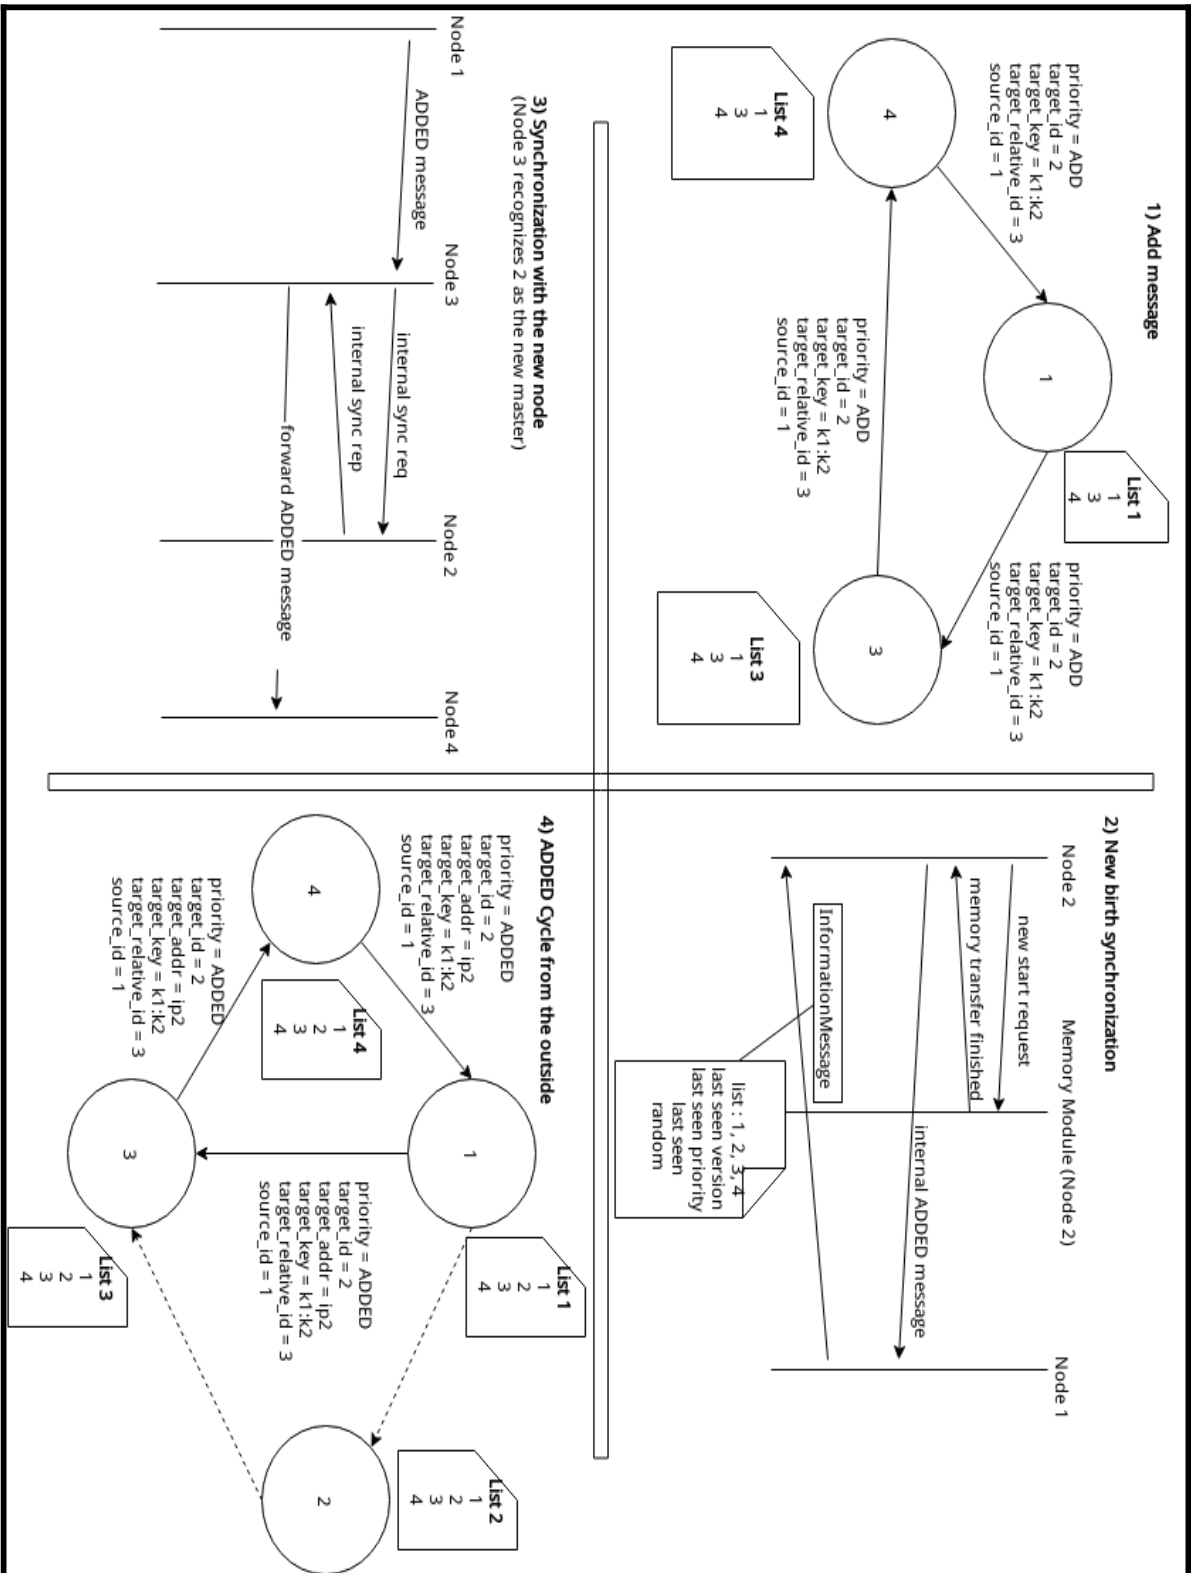 1) Add message
priority = ADD
target_id = 2
target_key = k1:k2
target_relative_id = 3
source_id = 1
4
List 4
1
3
4
1
List 1
1
3
4
priority = ADD
target_id = 2
target_key = k1:k2
target_relative_id = 3
source_id = 1
priority = ADD
target_id = 2
target_key = k1:k2
target_relative_id = 3
source_id = 1
3
List 3
1
3
4
2) New birth synchronization
Node 2
Memory Module (Node 2)
Node 1
new start request
memory transfer finished
internal ADDED message
InformationMessage
list : 1, 2, 3, 4
last seen version
last seen priority
last seen
random
3) Synchronization with the new node
(Node 3 recognizes 2 as the new master)
Node 1
Node 3
Node 2
Node 4
ADDED message
internal sync req
internal sync rep
forward ADDED message
4) ADDED Cycle from the outside
priority = ADDED
target_id = 2
target_addr = ip2
target_key = k1:k2
target_relative_id = 3
source_id = 1
4
List 4
1
2
3
4
1
List 1
1
2
3
4
priority = ADDED
target_id = 2
target_addr = ip2
target_key = k1:k2
target_relative_id = 3
source_id = 1
priority = ADDED
target_id = 2
target_addr = ip2
target_key = k1:k2
target_relative_id = 3
source_id = 1
3
List 3
1
2
3
4
2
List 2
1
2
3
4